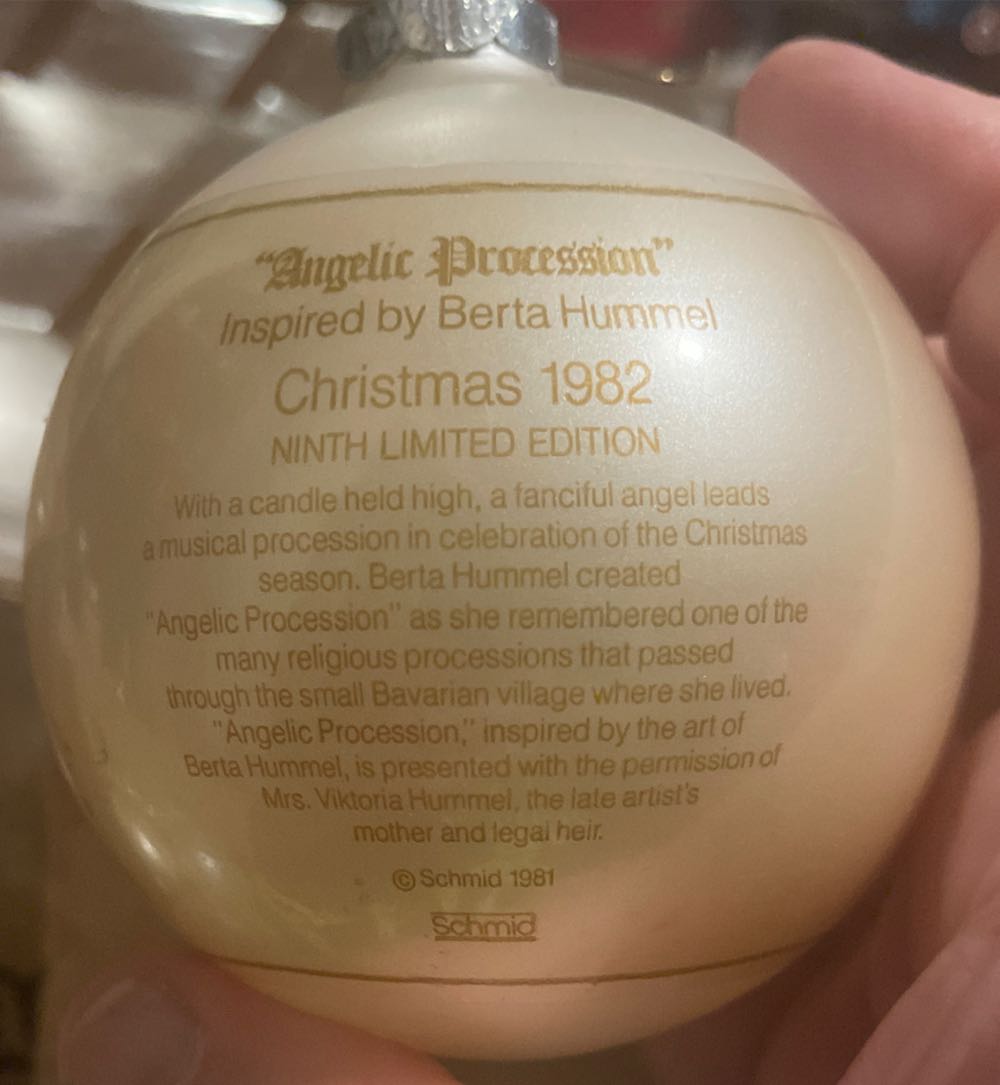 "Angelic Procession"
Inspired by Berta Hummel
Christmas 1982
NINTH LIMITED EDITION
With a candle held high, a fanciful angel leads
a musical procession in celebration of the Christmas
season. Berta Hummel created
"Angelic Procession" as she remembered one of the
many religious processions that passed
through the small Bavarian village where she lived.
"Angelic Procession," inspired by the art of
Berta Hummel, is presented with the permission of
Mrs. Viktoria Hummel, the late artist's
mother and legal heir.
© Schmid 1981
Schmid